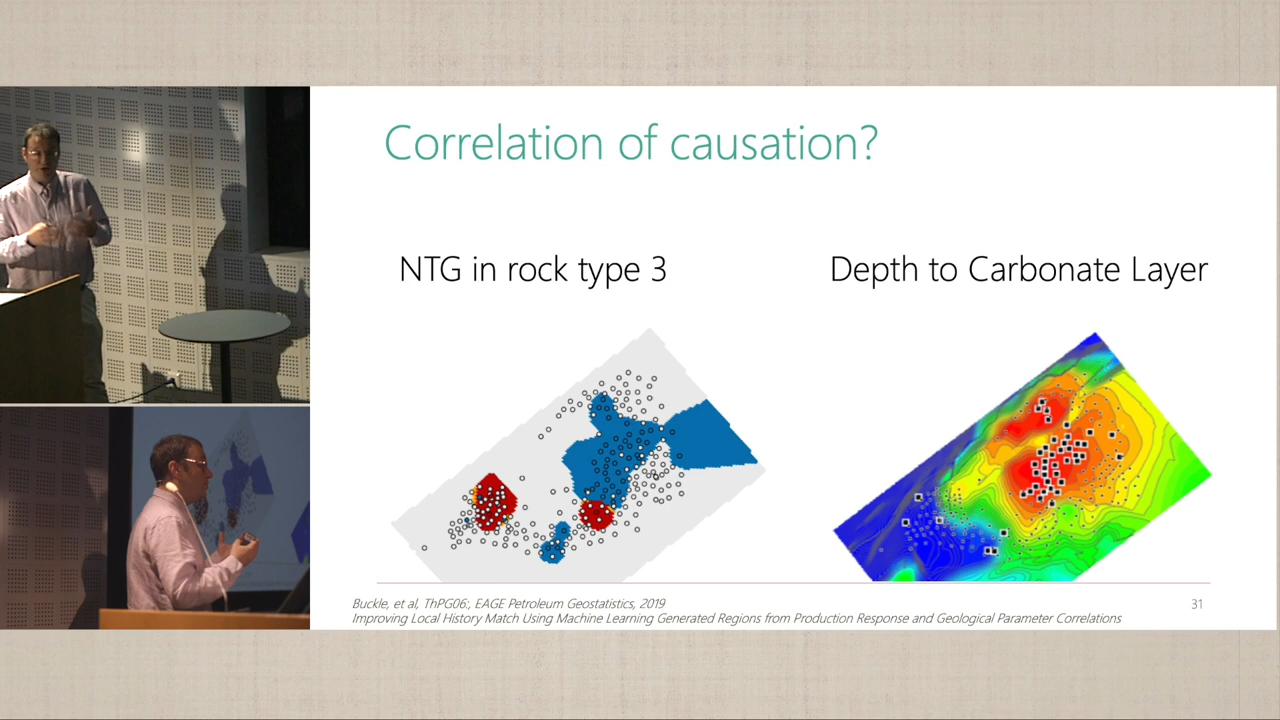 Correlation of causation?
NTG in rock type 3
Depth to Carbonate Layer
Buckle, et al, ThPG06:, EAGE Petroleum Geostatistics, 2019
31
Improving Local History Match Using Machine Learning Generated Regions from Production Response and Geological Parameter Correlations